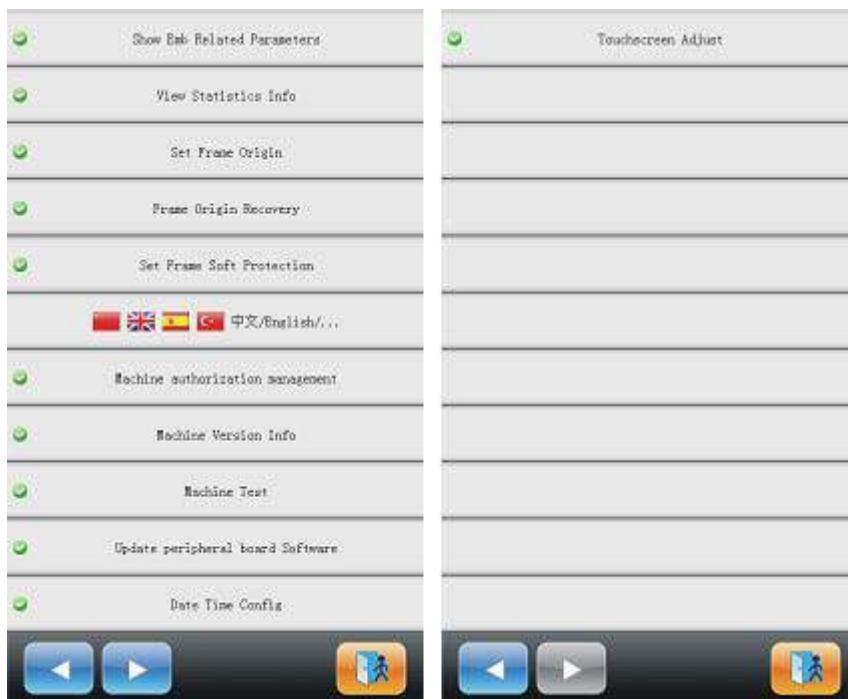 Show Emb Related Parameters
View Statistics Info
Set Frame Origin
Frame Origin Recovery
Set Frame Soft Protection
中文/English/...
Machine authorization management
Machine Version Info
Machine Test
Update peripheral board Software
Date Time Config
Touchscreen Adjust